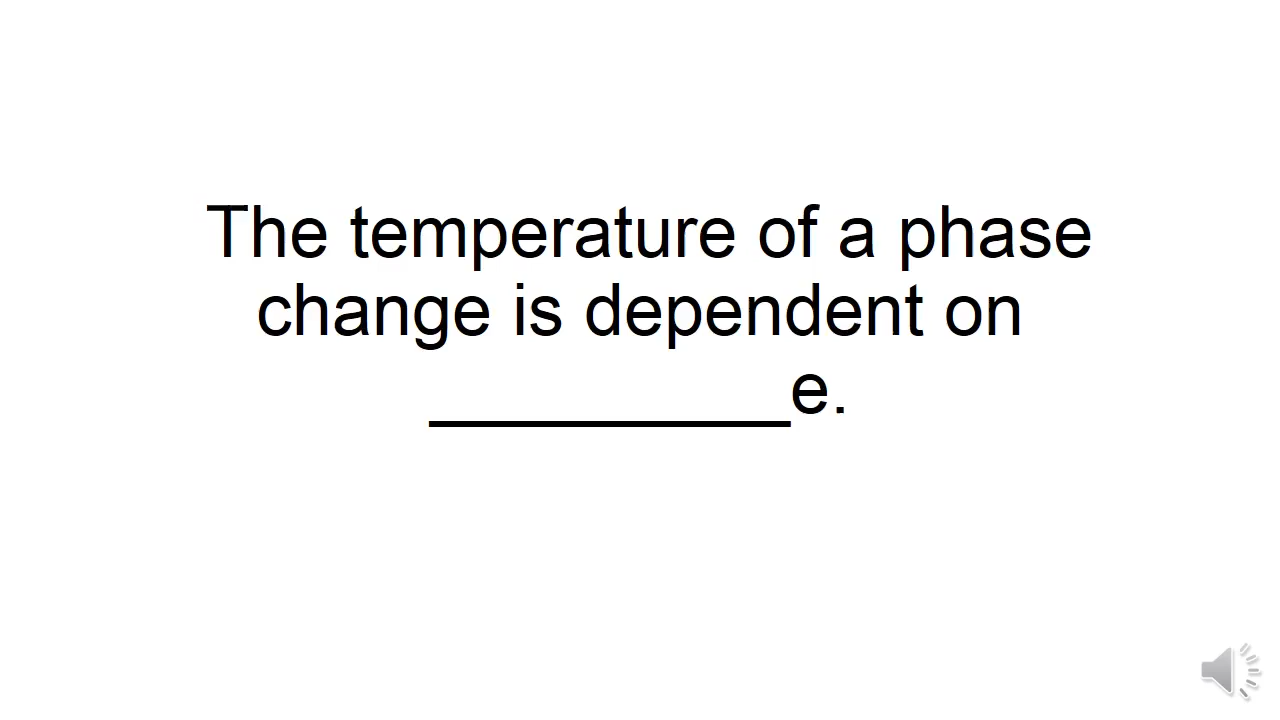 The temperature of a phase
change is dependent on
__________e.